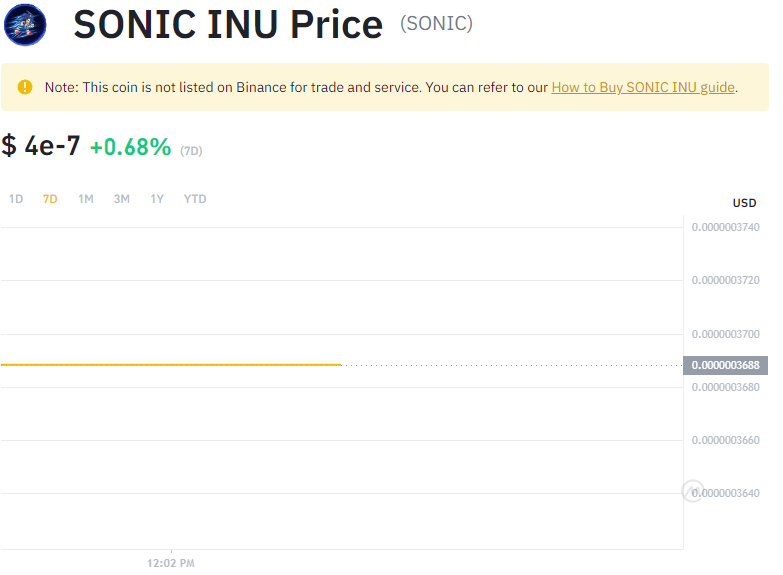 SONIC INU Price (SONIC)
Note: This coin is not listed on Binance for trade and service. You can refer to our How to Buy SONIC INU guide.
$ 4e-7 +0.68% (7D)
1D 7D 1M 3M 1Y YTD
USD
0.0000003740
0.0000003720
0.0000003700
0.0000003688
0.0000003680
0.0000003660
0.0000003640
12:02 PM